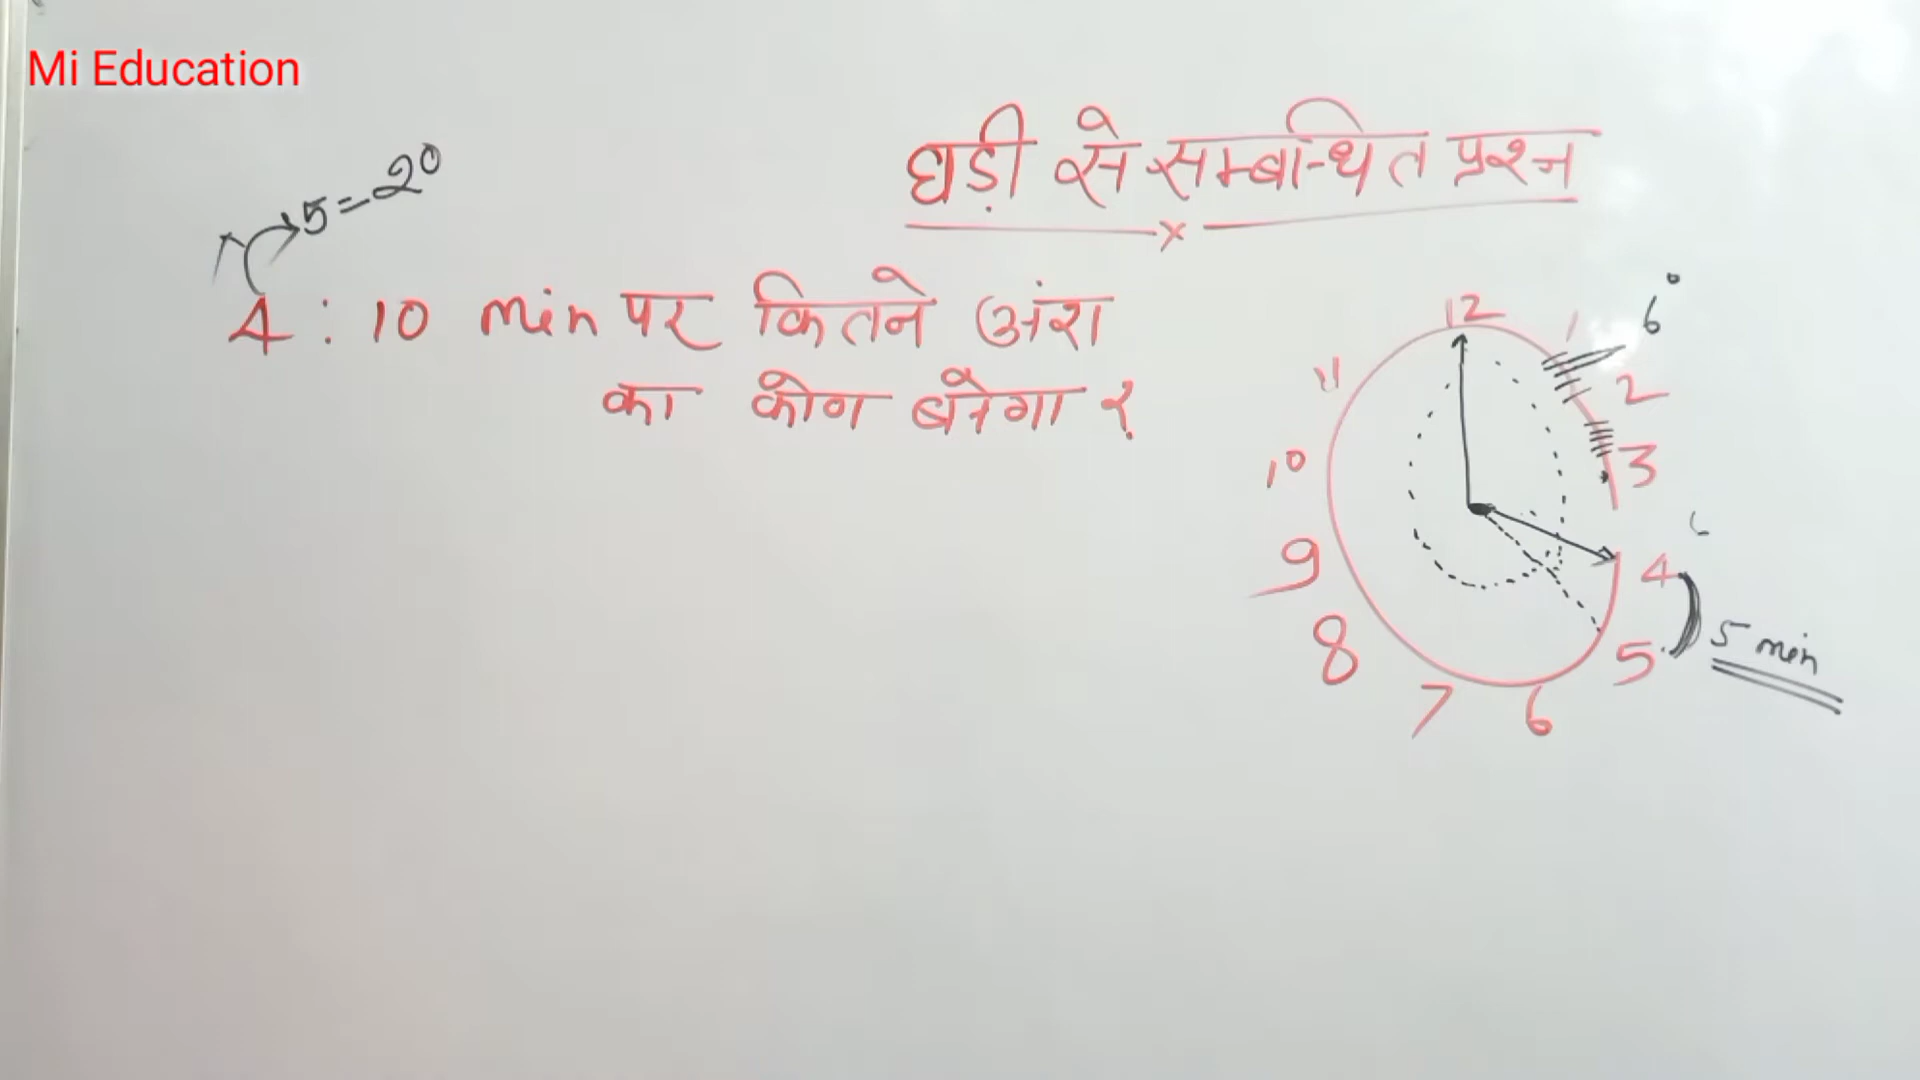 Mi Education
घड़ी से सम्बन्धित प्रश्न
5=20
4 : 10 min पर कितने अंश
का कोण बनेगा ?
12
1
6°
11
2
10
3
9
4
8
5
5 min
7
6